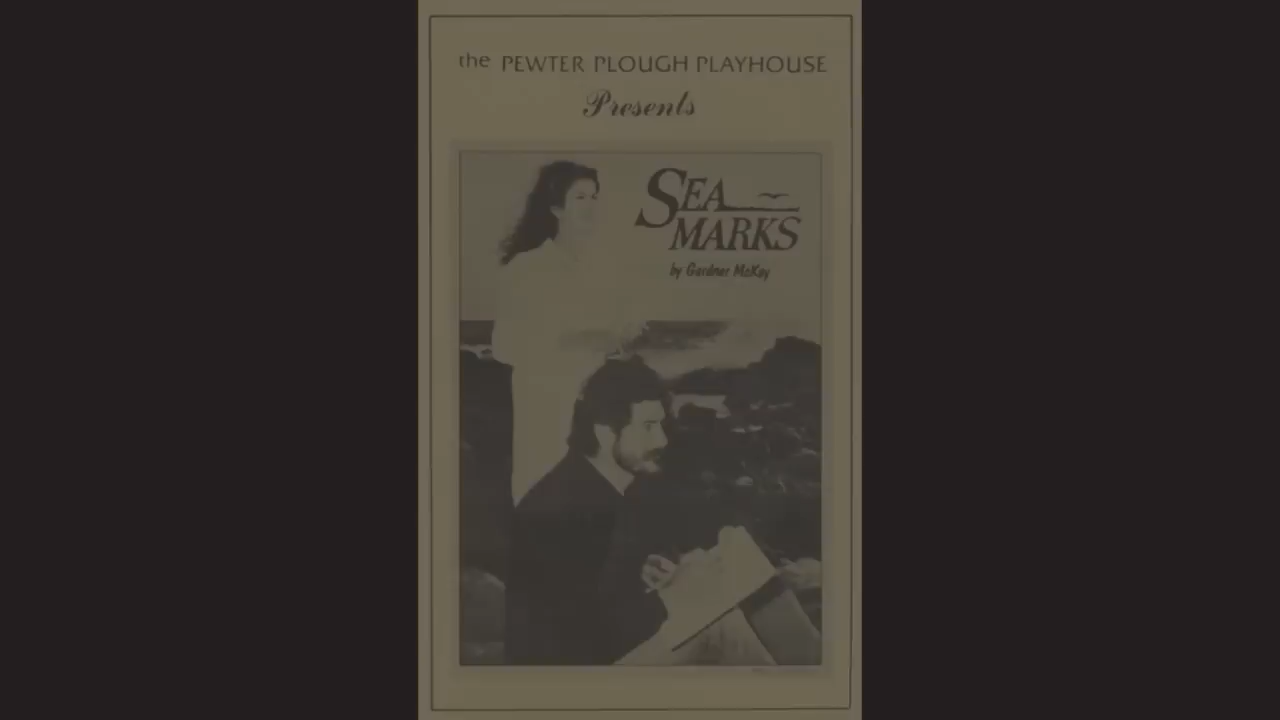 the PEWTER PLOUGH PLAYHOUSE
Presents
SEA
MARKS
by Gardner McKay